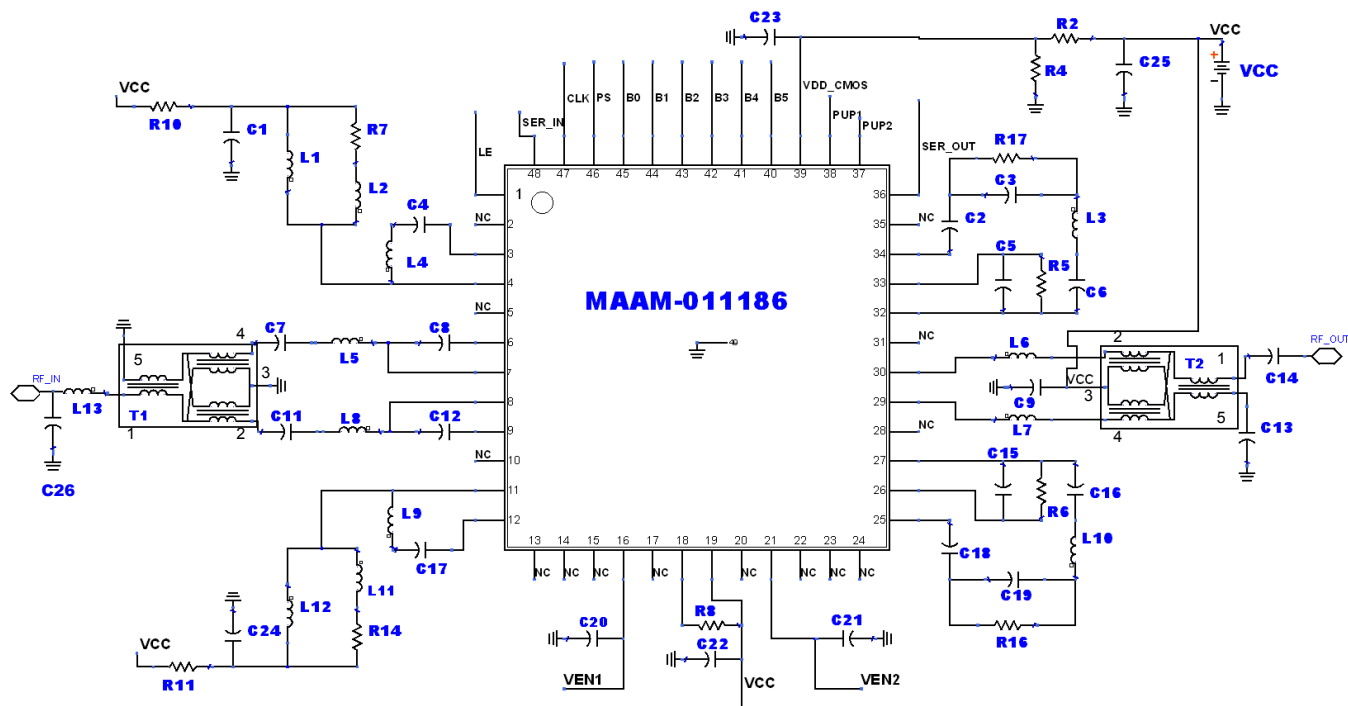 C23
R2
VCC
VCC
R4
C25
VCC
R10
C1
R7
L1
L2
CLK
PS
B0
B1
B2
B3
B4
B5
VDD_CMOS
PUP1
PUP2
SER_IN
LE
SER_OUT
R17
C3
C2
L3
48
47
46
45
44
43
42
41
40
39
38
37
1
36
NC
2
35
NC
C4
L4
3
34
C5
R5
C6
4
33
NC
5
32
MAAM-011186
49
C7
L5
C8
6
31
NC
7
30
L6
8
29
C9
VCC
L7
C11
L8
C12
9
28
NC
RF_IN
L13
C26
T1
5
4
3
1
2
2
1
T2
3
4
5
C14
RF_OUT
C13
NC
10
27
C15
R6
C16
11
26
L9
12
25
C17
C18
L10
C19
R16
13
14
15
16
17
18
19
20
21
22
23
24
NC
NC
NC
NC
NC
NC
NC
NC
L12
L11
C24
R14
VCC
R11
C20
R8
C22
C21
VEN1
VCC
VEN2